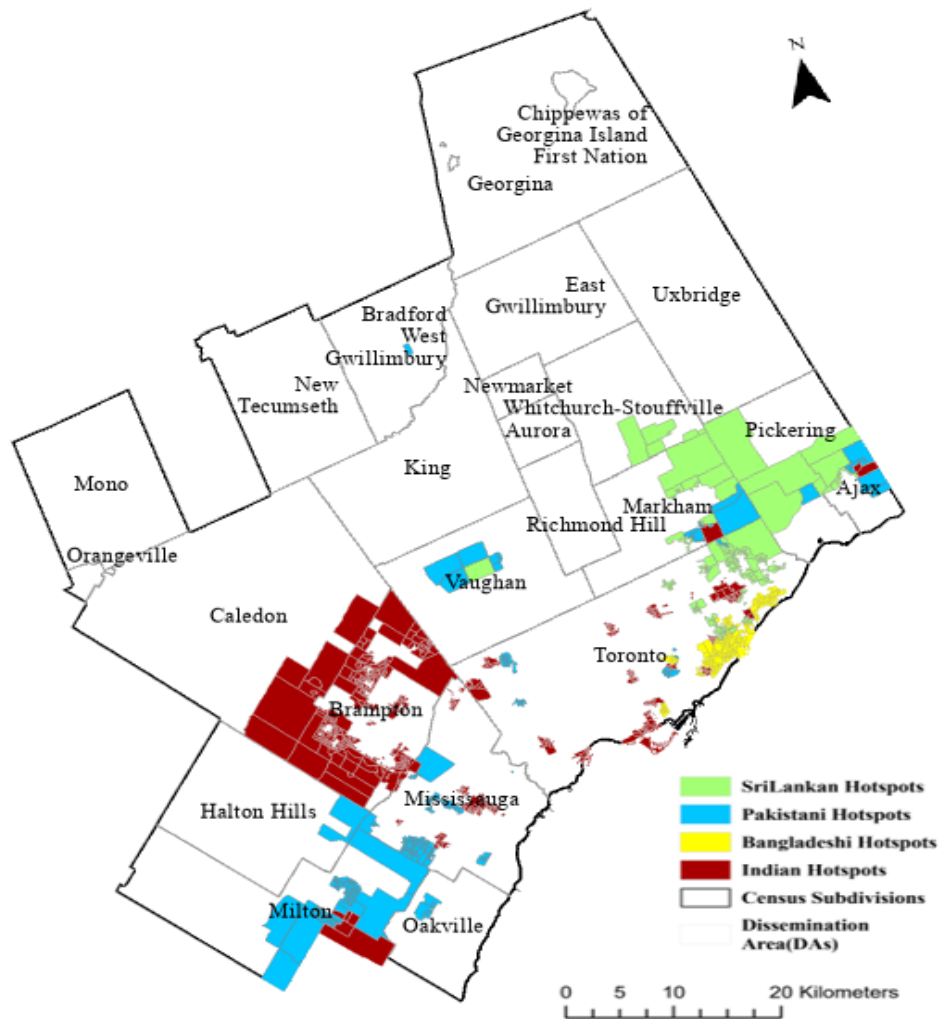 N
Chippewas of
Georgina Island
First Nation
Georgina
East
Gwillimbury
Uxbridge
Bradford
West
Gwillimbury
New
Tecumseth
Newmarket
Whitchurch-Stouffville
Aurora
Pickering
King
Mono
Ajax
Markham
Richmond Hill
Orangeville
Vaughan
Caledon
Toronto
Brampton
Mississauga
Halton Hills
Milton
Oakville
SriLankan Hotspots
Pakistani Hotspots
Bangladeshi Hotspots
Indian Hotspots
Census Subdivisions
Dissemination
Area(DAs)
0 5 10 20 Kilometers